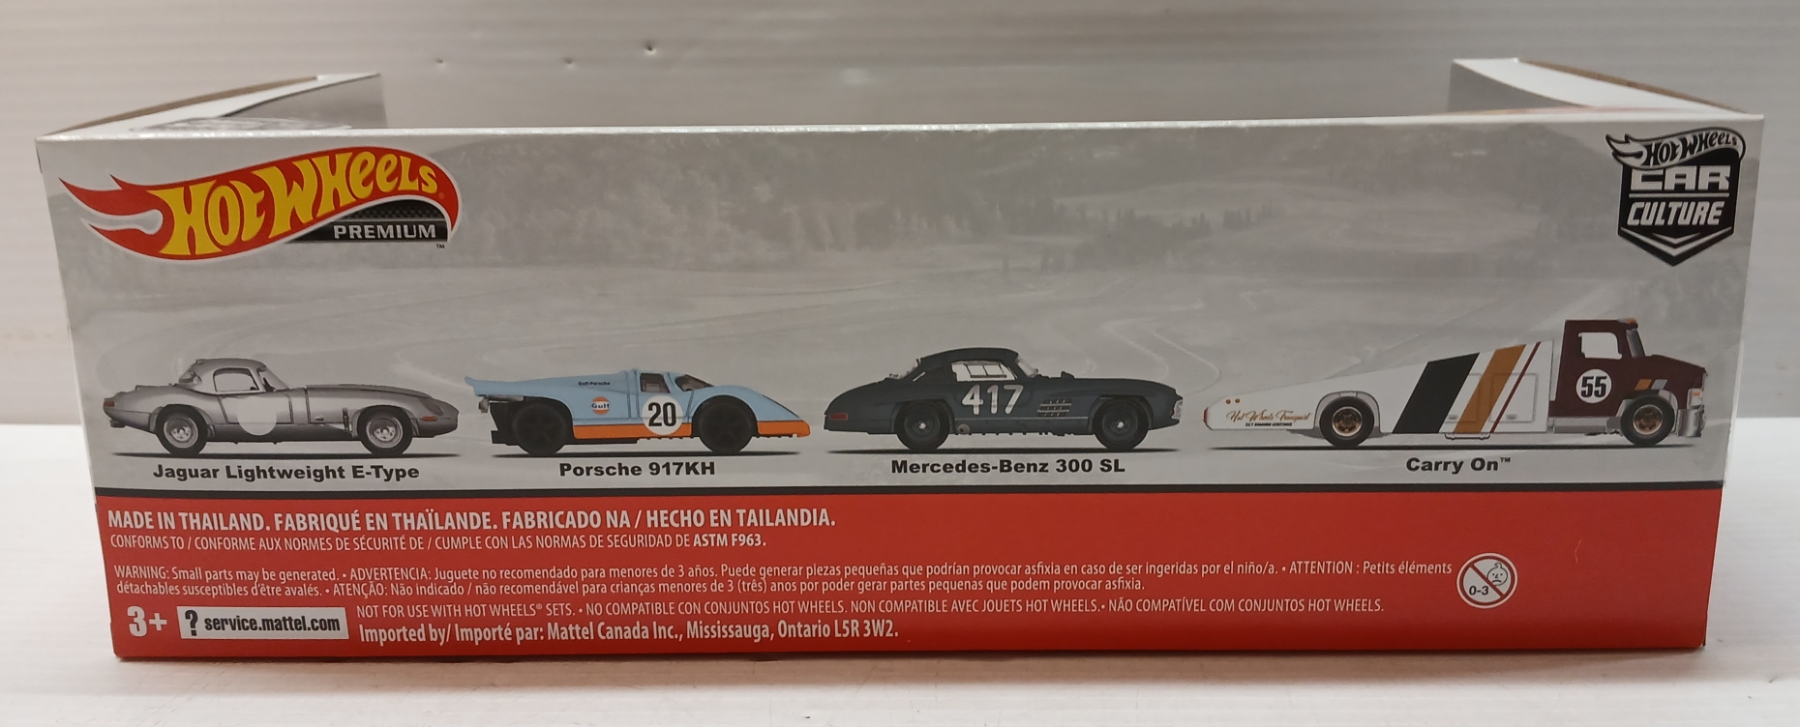 HOT WHEELS
PREMIUM™
HOT WHEELS
CAR
CULTURE
Gulf-Porsche
Gulf
20
417
55
Hot Wheels Transport
Jaguar Lightweight E-Type
Porsche 917KH
Mercedes-Benz 300 SL
Carry On™
MADE IN THAILAND. FABRIQUÉ EN THAÏLANDE. FABRICADO NA / HECHO EN TAILANDIA.
CONFORMS TO / CONFORME AUX NORMES DE SÉCURITÉ DE / CUMPLE CON LAS NORMAS DE SEGURIDAD DE ASTM F963.
WARNING: Small parts may be generated. • ADVERTENCIA: Juguete no recomendado para menores de 3 años. Puede generar piezas pequeñas que podrían provocar asfixia en caso de ser ingeridas por el niño/a. • ATTENTION : Petits éléments
détachables susceptibles d'être avalés. • ATENÇÃO: Não indicado / não recomendável para crianças menores de 3 (três) anos por poder gerar partes pequenas que podem provocar asfixia.
0-3
3+
? service.mattel.com
NOT FOR USE WITH HOT WHEELS® SETS. • NO COMPATIBLE CON CONJUNTOS HOT WHEELS. NON COMPATIBLE AVEC JOUETS HOT WHEELS. • NÃO COMPATÍVEL COM CONJUNTOS HOT WHEELS.
Imported by/ Importé par: Mattel Canada Inc., Mississauga, Ontario L5R 3W2.